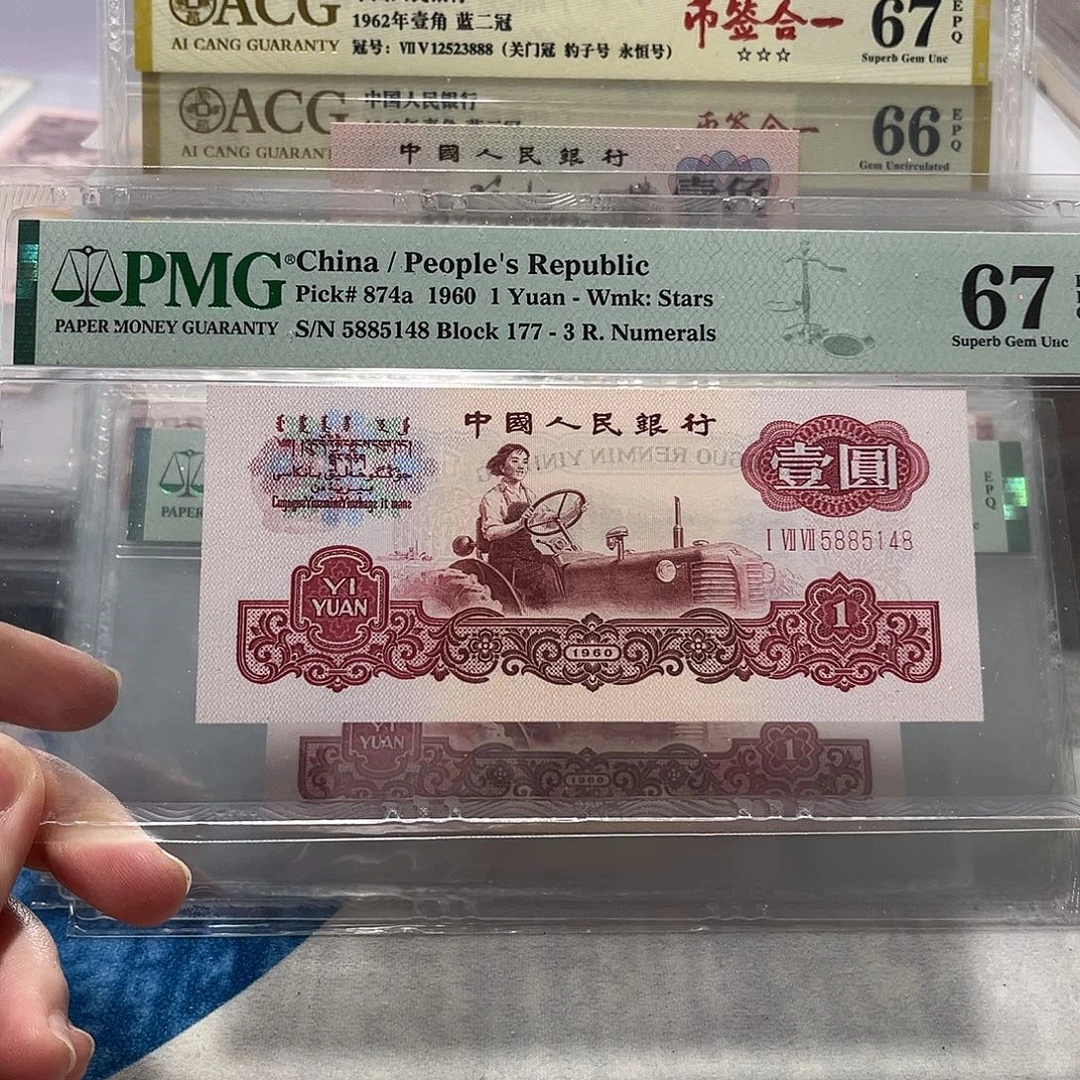 ACG
1962年壹角 蓝二冠
币签合一
67
EPQ
AI CANG GUARANTY
冠号：VII V 12523888（关门冠 豹子号 永恒号）
☆☆☆
Superb Gem Unc
ACG
中国人民银行
66
EPQ
AI CANG GUARANT
Gem Uncirculated
中國人民銀行
PMG®
China / People's Republic
Pick# 874a 1960 1 Yuan - Wmk: Stars
67
PAPER MONEY GUARANTY
S/N 5885148 Block 177 - 3 R. Numerals
Superb Gem Unc
中國人民銀行
壹圓
GUO RENMIN YIN
I VII VII 5885148
YI
YUAN
1
1960
PAPER
EPQ
YI
YUAN
1
1960